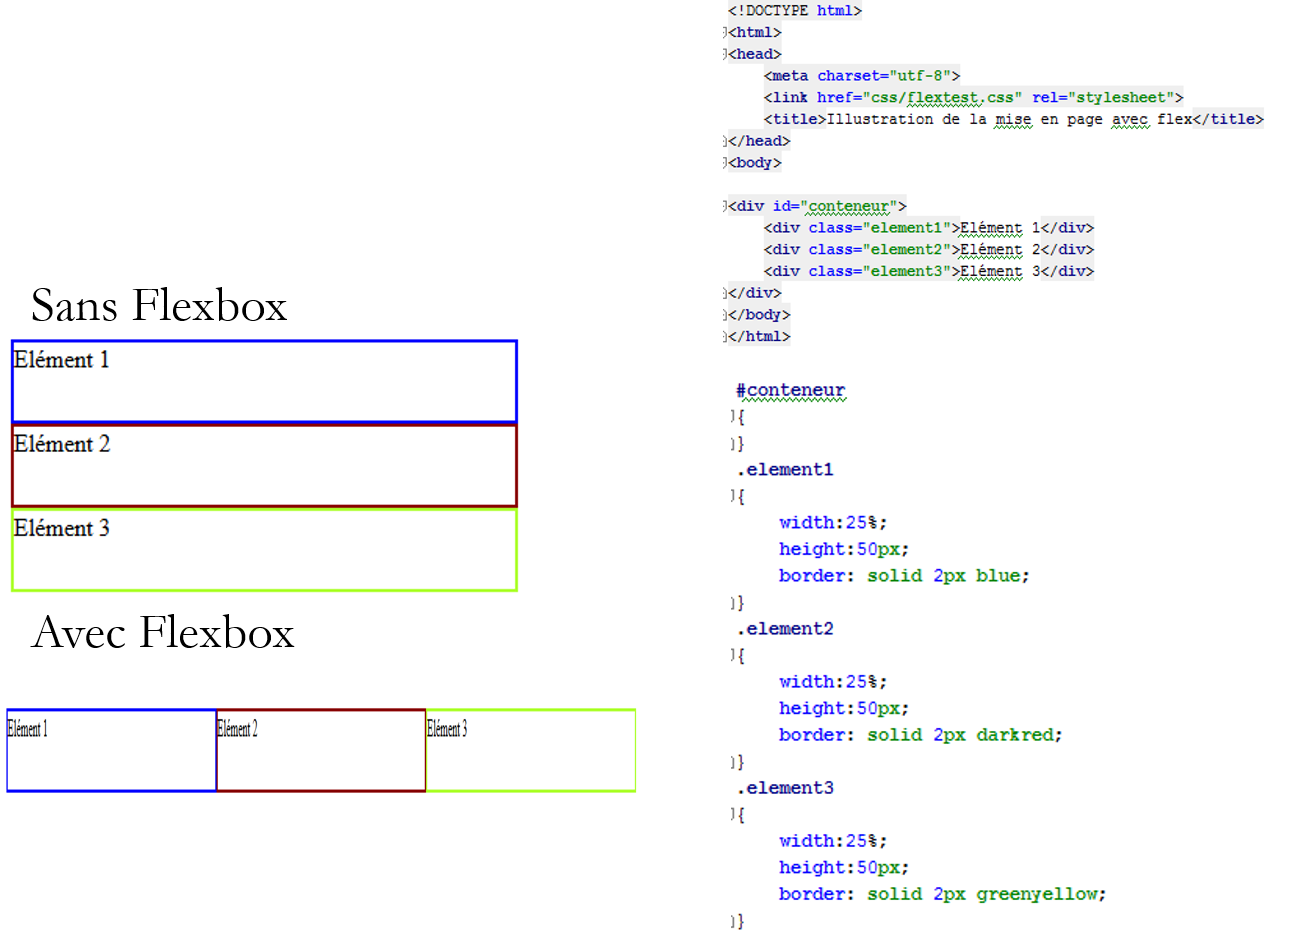 Sans Flexbox
Elément 1
Elément 2
Elément 3
Avec Flexbox
Elément 1 Elément 2 Elément 3
<!DOCTYPE html>
<html>
<head>
<meta charset="utf-8">
<link href="css/flextest.css" rel="stylesheet">
<title>Illustration de la mise en page avec flex</title>
</head>
<body>
<div id="conteneur">
<div class="element1">Elément 1</div>
<div class="element2">Elément 2</div>
<div class="element3">Elément 3</div>
</div>
</body>
</html>
#conteneur
{
}
.element1
{
width:25%;
height:50px;
border: solid 2px blue;
}
.element2
{
width:25%;
height:50px;
border: solid 2px darkred;
}
.element3
{
width:25%;
height:50px;
border: solid 2px greenyellow;
}